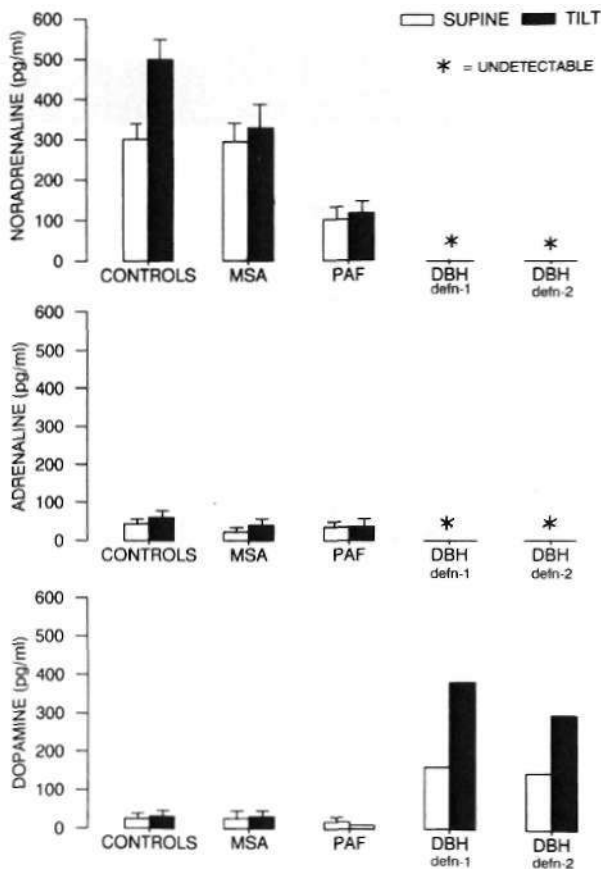 SUPINE TILT
* = UNDETECTABLE
NORADRENALINE (pg/ml)
600
500
400
300
200
100
0
CONTROLS MSA PAF DBH DBH
defn-1 defn-2
* *
ADRENALINE (pg/ml)
600
500
400
300
200
100
0
CONTROLS MSA PAF DBH DBH
defn-1 defn-2
* *
DOPAMINE (pg/ml)
600
500
400
300
200
100
0
CONTROLS MSA PAF DBH DBH
defn-1 defn-2